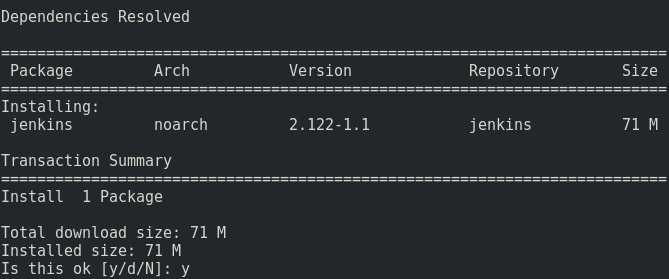 Dependencies Resolved
================================================================================
Package Arch Version Repository Size
================================================================================
Installing:
jenkins noarch 2.122-1.1 jenkins 71 M
Transaction Summary
================================================================================
Install  1 Package
Total download size: 71 M
Installed size: 71 M
Is this ok [y/d/N]: y